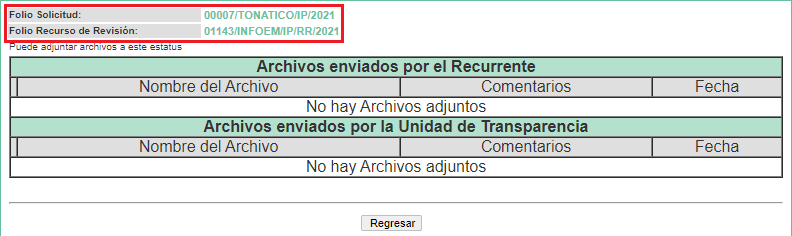 Folio Solicitud: 00007/TONATICO/IP/2021
Folio Recurso de Revisión: 01143/INFOEM/IP/RR/2021
Puede adjuntar archivos a este estatus
Archivos enviados por el Recurrente
Nombre del Archivo Comentarios Fecha
No hay Archivos adjuntos
Archivos enviados por la Unidad de Transparencia
Nombre del Archivo Comentarios Fecha
No hay Archivos adjuntos
Regresar